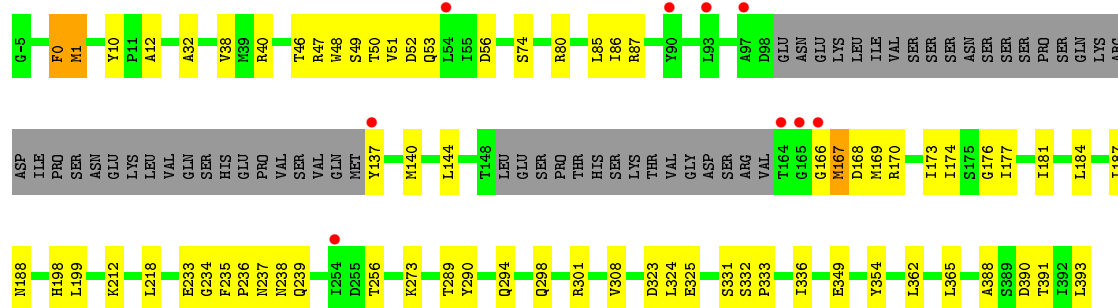 G-5 F0 M1 Y10 P11 A12 A32 V38 M39 R40 T46 R47 W48 S49 T50 V51 D52 Q53 L54 I55 D56 S74 R80 L85 I86 R87 Y90 L93 A97 D98 GLU ASN GLU LYS LEU ILE VAL SER SER SER ASN SER SER SER PRO SER GLN LYS ARG
ASP ILE PRO SER ASN GLU LYS LEU VAL GLN SER HIS GLU PRO VAL SER VAL GLN MET Y137 M140 L144 T148 LEU GLU SER PRO THR HIS SER LYS THR VAL GLY ASP SER ARG VAL T164 G165 G166 M167 D168 M169 R170 I173 I174 S175 G176 I177 I181 L184
N188 H198 L199 K212 L218 E233 G234 F235 P236 N237 N238 Q239 I254 D255 T256 K273 T289 Y290 Q294 Q298 R301 V308 D323 L324 E325 S331 S332 P333 I336 E349 Y354 L362 L365 A388 S389 D390 T391 I392 L393